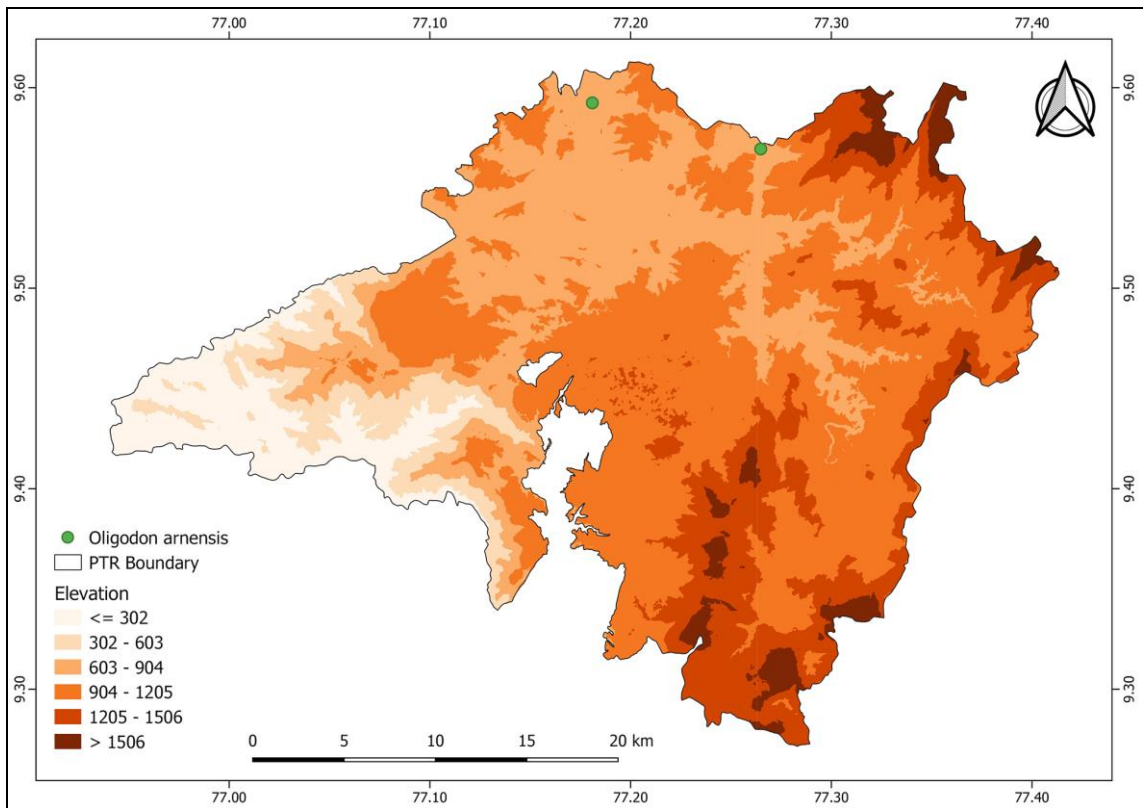 77.00 77.10 77.20 77.30 77.40
9.60 9.60
9.50 9.50
9.40 9.40
9.30 9.30
Oligodon arnensis
PTR Boundary
Elevation
<= 302
302 - 603
603 - 904
904 - 1205
1205 - 1506
> 1506
0 5 10 15 20 km
77.00 77.10 77.20 77.30 77.40